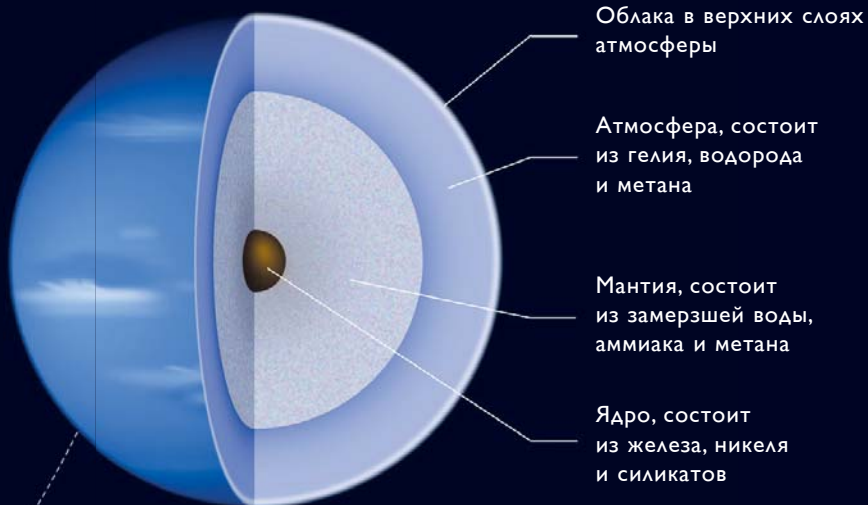 Облака в верхних слоях
атмосферы
Атмосфера, состоит
из гелия, водорода
и метана
Мантия, состоит
из замерзшей воды,
аммиака и метана
Ядро, состоит
из железа, никеля
и силикатов